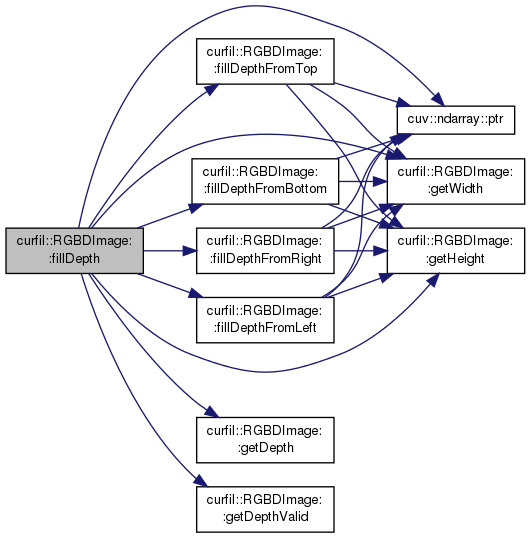 curfil::RGBDImage:
:fillDepth
curfil::RGBDImage:
:fillDepthFromTop
curfil::RGBDImage:
:fillDepthFromBottom
curfil::RGBDImage:
:fillDepthFromRight
curfil::RGBDImage:
:fillDepthFromLeft
curfil::RGBDImage:
:getDepth
curfil::RGBDImage:
:getDepthValid
cuv::ndarray::ptr
curfil::RGBDImage:
:getWidth
curfil::RGBDImage:
:getHeight